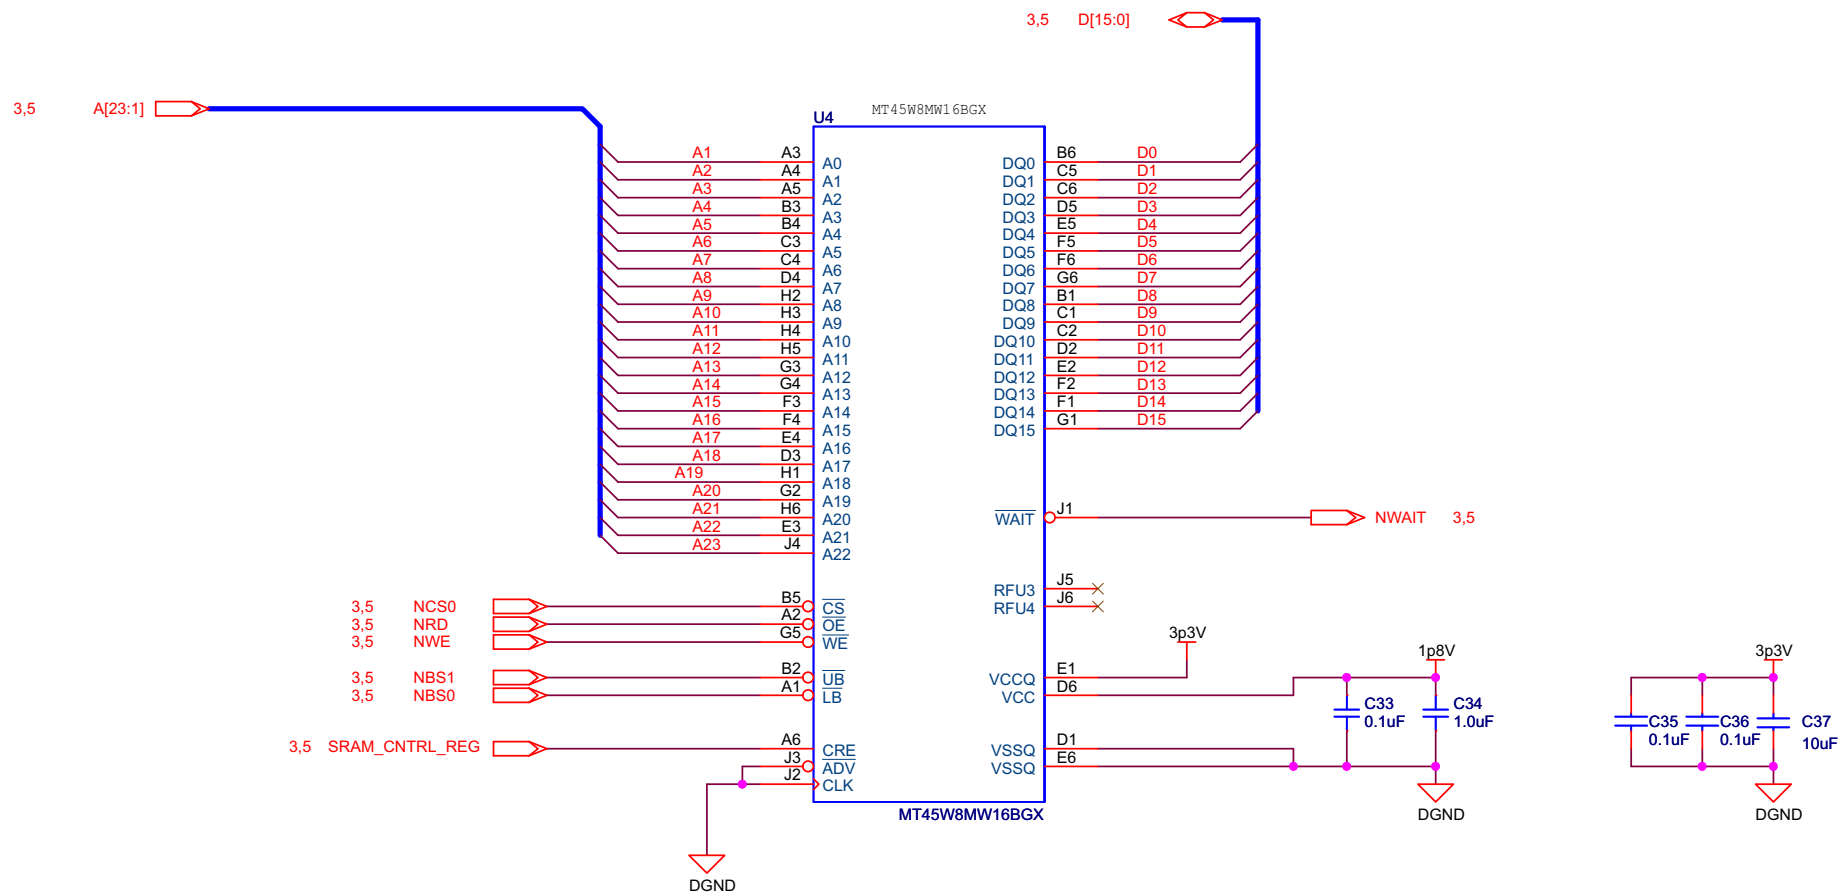 3,5 D[15:0]
3,5 A[23:1]
MT45W8MW16BGX
U4
A1 A3 A0 DQ0 B6 D0
A2 A4 A1 DQ1 C5 D1
A3 A5 A2 DQ2 C6 D2
A4 B3 A3 DQ3 D5 D3
A5 B4 A4 DQ4 E5 D4
A6 C3 A5 DQ5 F5 D5
A7 C4 A6 DQ6 F6 D6
A8 D4 A7 DQ7 G6 D7
A9 H2 A8 DQ8 B1 D8
A10 H3 A9 DQ9 C1 D9
A11 H4 A10 DQ10 C2 D10
A12 H5 A11 DQ11 D2 D11
A13 G3 A12 DQ12 E2 D12
A14 G4 A13 DQ13 F2 D13
A15 F3 A14 DQ14 F1 D14
A16 F4 A15 DQ15 G1 D15
A17 E4 A16
A18 D3 A17
A19 H1 A18
A20 G2 A19
A21 H6 A20 WAIT J1 NWAIT 3,5
A22 E3 A21
A23 J4 A22
RFU3 J5
3,5 NCS0 B5 CS RFU4 J6
3,5 NRD A2 OE
3,5 NWE G5 WE
3p3V
1p8V
3p3V
3,5 NBS1 B2 UB VCCQ E1
3,5 NBS0 A1 LB VCC D6
C33 0.1uF
C34 1.0uF
C35 0.1uF
C36 0.1uF
C37 10uF
3,5 SRAM_CNTRL_REG A6 CRE VSSQ D1
J3 ADV VSSQ E6
J2 CLK
MT45W8MW16BGX
DGND
DGND
DGND